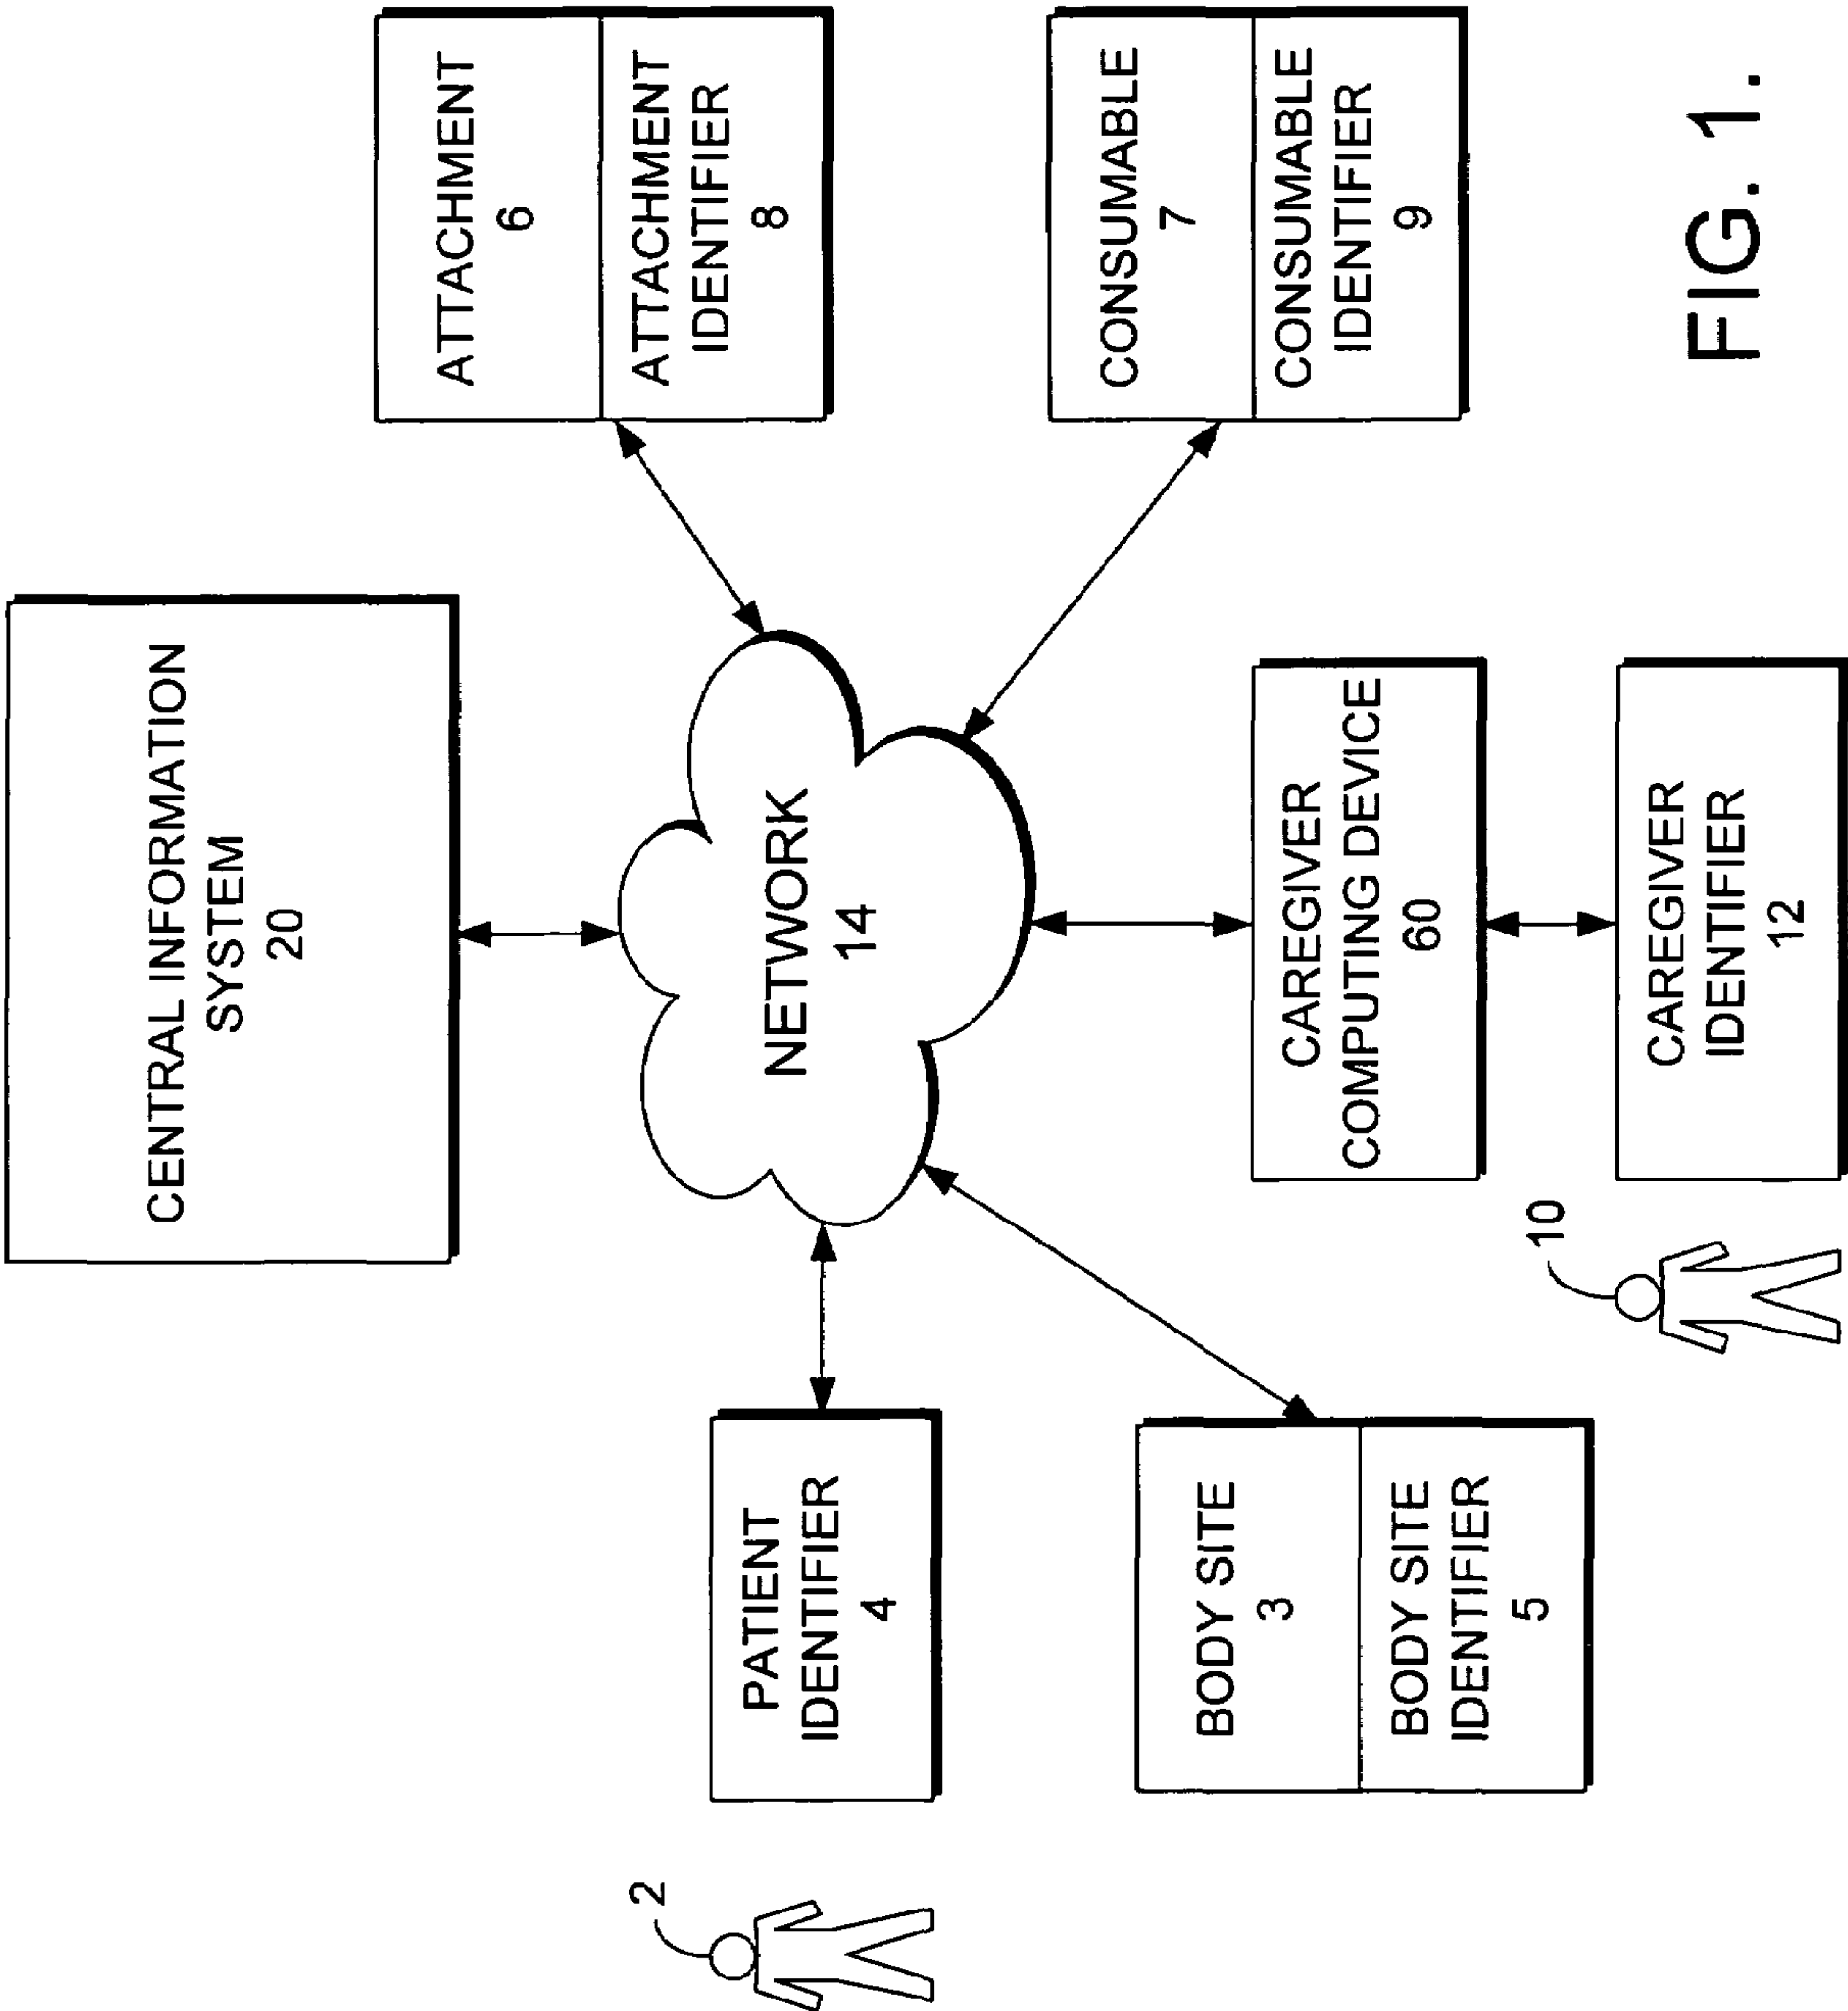 CENTRAL INFORMATION
SYSTEM
20
2
PATIENT
IDENTIFIER
4
NETWORK
14
ATTACHMENT
6
ATTACHMENT
IDENTIFIER
8
BODY SITE
3
BODY SITE
IDENTIFIER
5
10
CAREGIVER
COMPUTING DEVICE
60
CAREGIVER
IDENTIFIER
12
CONSUMABLE
7
CONSUMABLE
IDENTIFIER
9
FIG. 1.